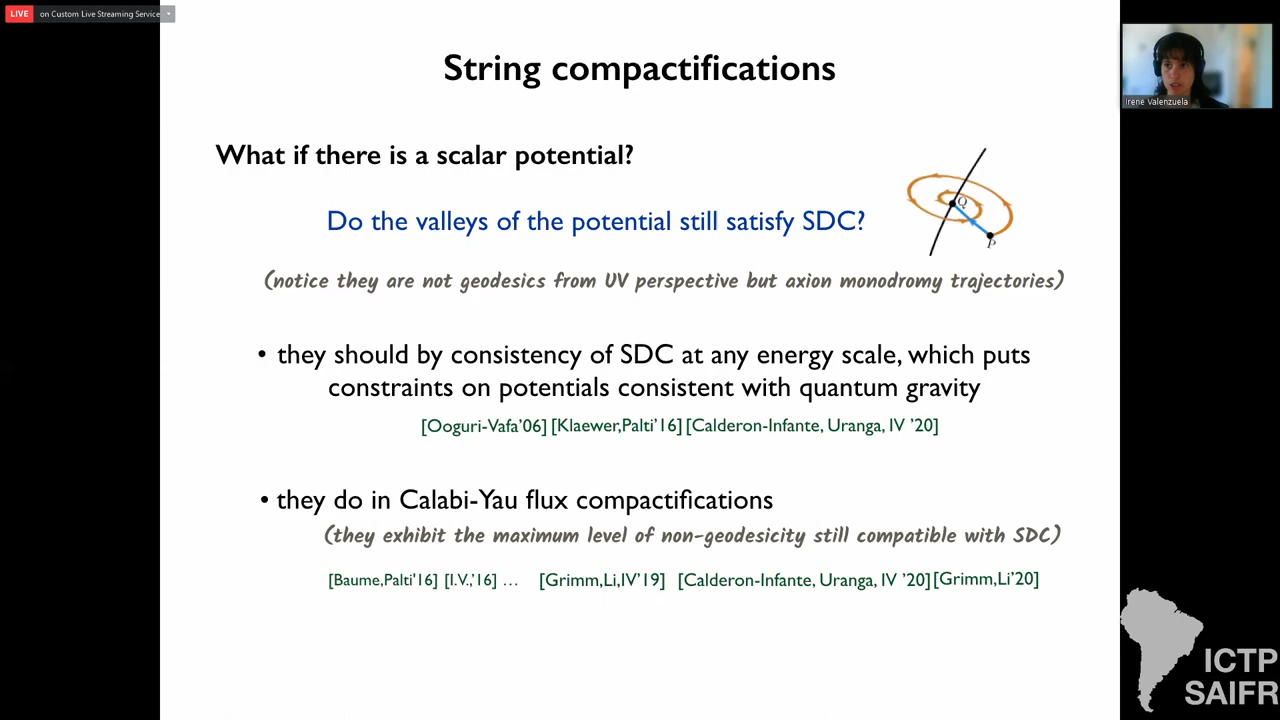 LIVE on Custom Live Streaming Service
String compactifications
Irene Valenzuela
What if there is a scalar potential?
Do the valleys of the potential still satisfy SDC?
Q
P
(notice they are not geodesics from UV perspective but axion monodromy trajectories)
• they should by consistency of SDC at any energy scale, which puts
constraints on potentials consistent with quantum gravity
[Ooguri-Vafa'06] [Klaewer,Palti'16] [Calderon-Infante, Uranga, IV '20]
• they do in Calabi-Yau flux compactifications
(they exhibit the maximum level of non-geodesicity still compatible with SDC)
[Baume,Palti'16] [I.V.,'16] … [Grimm,Li,IV'19] [Calderon-Infante, Uranga, IV '20] [Grimm,Li'20]
ICTP
SAIFR